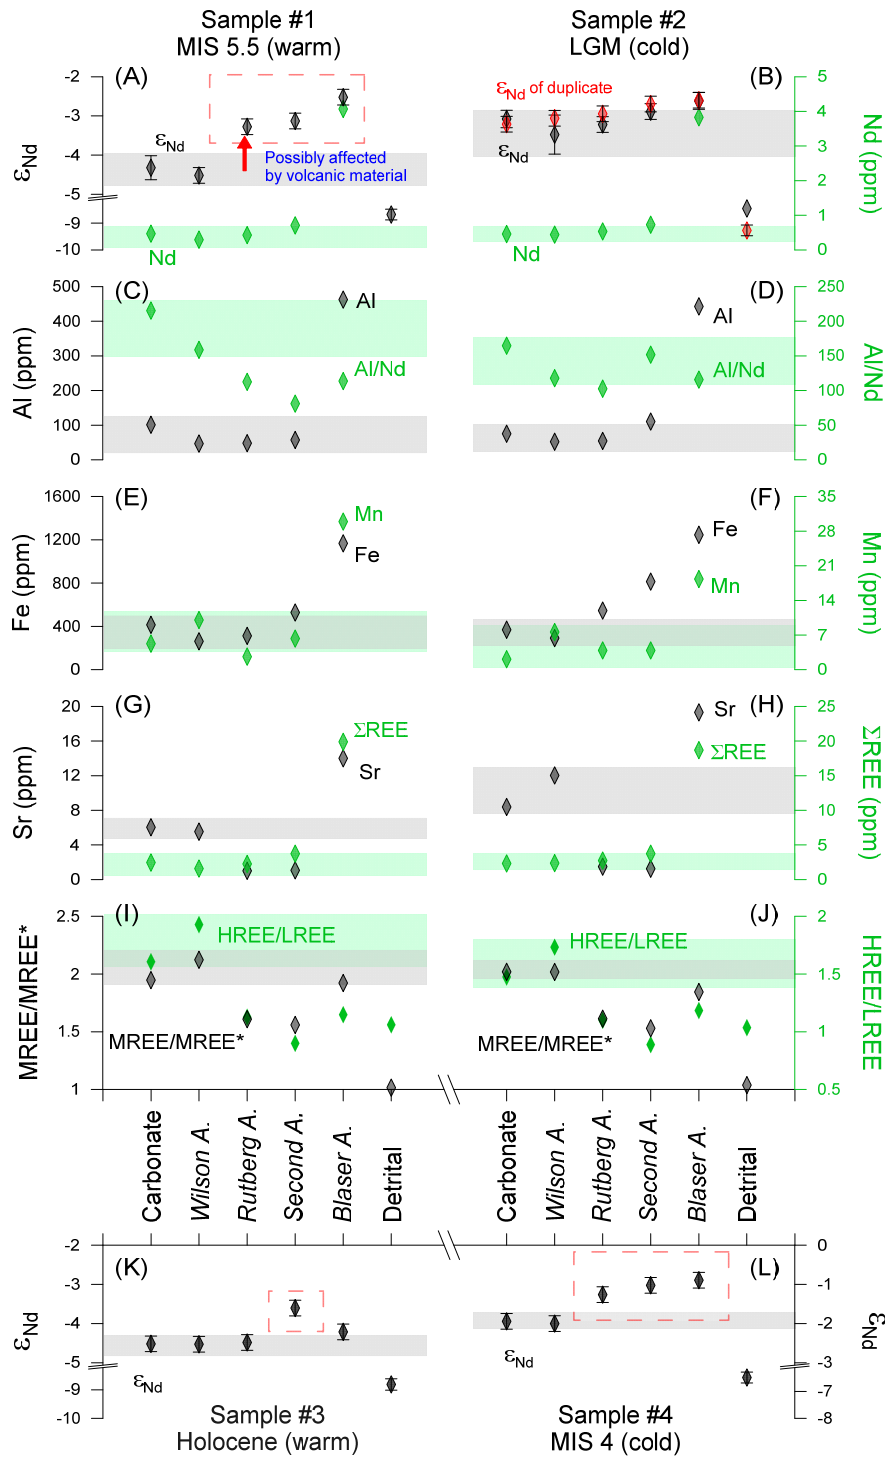 Sample #1
MIS 5.5 (warm)
Sample #2
LGM (cold)
(A)
(B)
-2
-3
-4
-5
-9
-10
εNd
εNd
Possibly affected
by volcanic material
Nd
εNd of duplicate
εNd
Nd
5
4
3
2
1
0
Nd (ppm)
(C)
(D)
500
400
300
200
100
0
Al (ppm)
Al
Al/Nd
Al
Al/Nd
250
200
150
100
50
0
Al/Nd
(E)
(F)
1600
1200
800
400
0
Fe (ppm)
Mn
Fe
Fe
Mn
35
28
21
14
7
0
Mn (ppm)
(G)
(H)
20
16
12
8
4
0
Sr (ppm)
ΣREE
Sr
Sr
ΣREE
25
20
15
10
5
0
ΣREE (ppm)
(I)
(J)
2.5
2
1.5
1
MREE/MREE*
HREE/LREE
MREE/MREE*
HREE/LREE
MREE/MREE*
2
1.5
1
0.5
HREE/LREE
Carbonate
Wilson A.
Rutberg A.
Second A.
Blaser A.
Detrital
Carbonate
Wilson A.
Rutberg A.
Second A.
Blaser A.
Detrital
(K)
(L)
-2
-3
-4
-5
-9
-10
εNd
εNd
εNd
0
-1
-2
-3
-7
-8
εNd
Sample #3
Holocene (warm)
Sample #4
MIS 4 (cold)